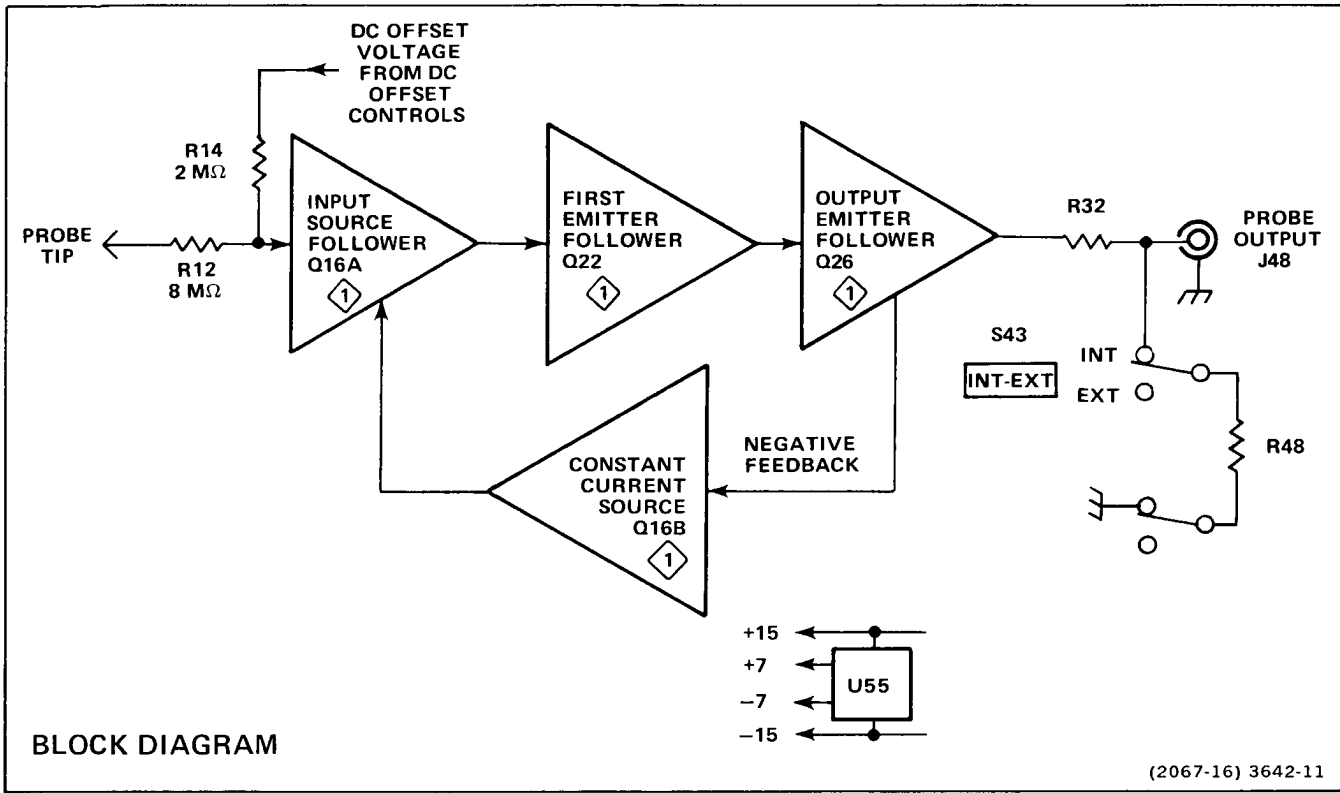 DC OFFSET
VOLTAGE
FROM DC
OFFSET
CONTROLS
R14
2 MΩ
PROBE
TIP
R12
8 MΩ
INPUT
SOURCE
FOLLOWER
Q16A
1
FIRST
EMITTER
FOLLOWER
Q22
1
OUTPUT
EMITTER
FOLLOWER
Q26
1
R32
PROBE
OUTPUT
J48
S43
INT-EXT
INT
EXT
R48
NEGATIVE
FEEDBACK
CONSTANT
CURRENT
SOURCE
Q16B
1
+15
+7
−7
−15
U55
BLOCK DIAGRAM
(2067-16) 3642-11